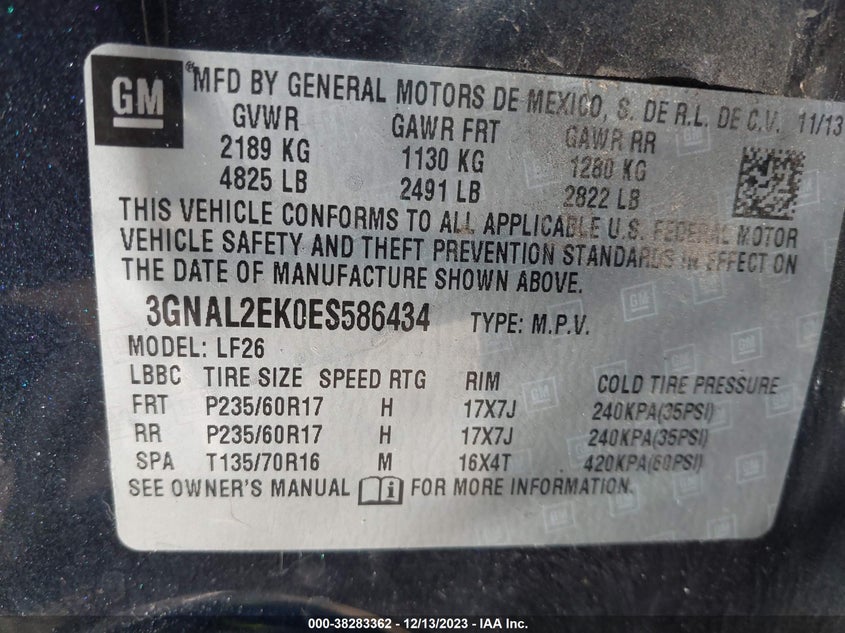 GM
® MFD BY GENERAL MOTORS DE MEXICO, S. DE R.L. DE C.V. 11/13
GVWR GAWR FRT GAWR RR
2189 KG 1130 KG 1280 KG
4825 LB 2491 LB 2822 LB
THIS VEHICLE CONFORMS TO ALL APPLICABLE U.S. FEDERAL MOTOR
VEHICLE SAFETY AND THEFT PREVENTION STANDARDS IN EFFECT ON
THE DATE OF MANUFACTURE SHOWN ABOVE.
3GNAL2EK0ES586434 TYPE: M.P.V.
MODEL: LF26
LBBC TIRE SIZE SPEED RTG RIM COLD TIRE PRESSURE
FRT P235/60R17 H 17X7J 240KPA(35PSI)
RR P235/60R17 H 17X7J 240KPA(35PSI)
SPA T135/70R16 M 16X4T 420KPA(60PSI)
SEE OWNER'S MANUAL i FOR MORE INFORMATION.
000-38283362 - 12/13/2023 - IAA Inc.